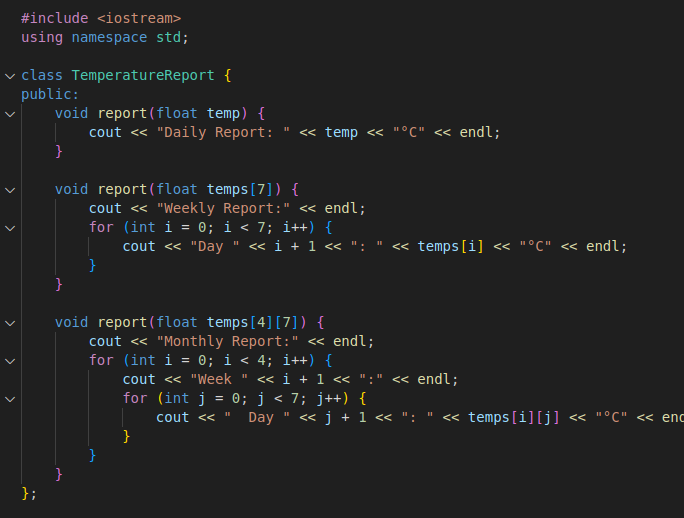 #include <iostream>
using namespace std;
class TemperatureReport {
public:
void report(float temp) {
cout << "Daily Report: " << temp << "°C" << endl;
}
void report(float temps[7]) {
cout << "Weekly Report:" << endl;
for (int i = 0; i < 7; i++) {
cout << "Day " << i + 1 << ": " << temps[i] << "°C" << endl;
}
}
void report(float temps[4][7]) {
cout << "Monthly Report:" << endl;
for (int i = 0; i < 4; i++) {
cout << "Week " << i + 1 << ":" << endl;
for (int j = 0; j < 7; j++) {
cout << "  Day " << j + 1 << ": " << temps[i][j] << "°C" << en
}
}
}
};